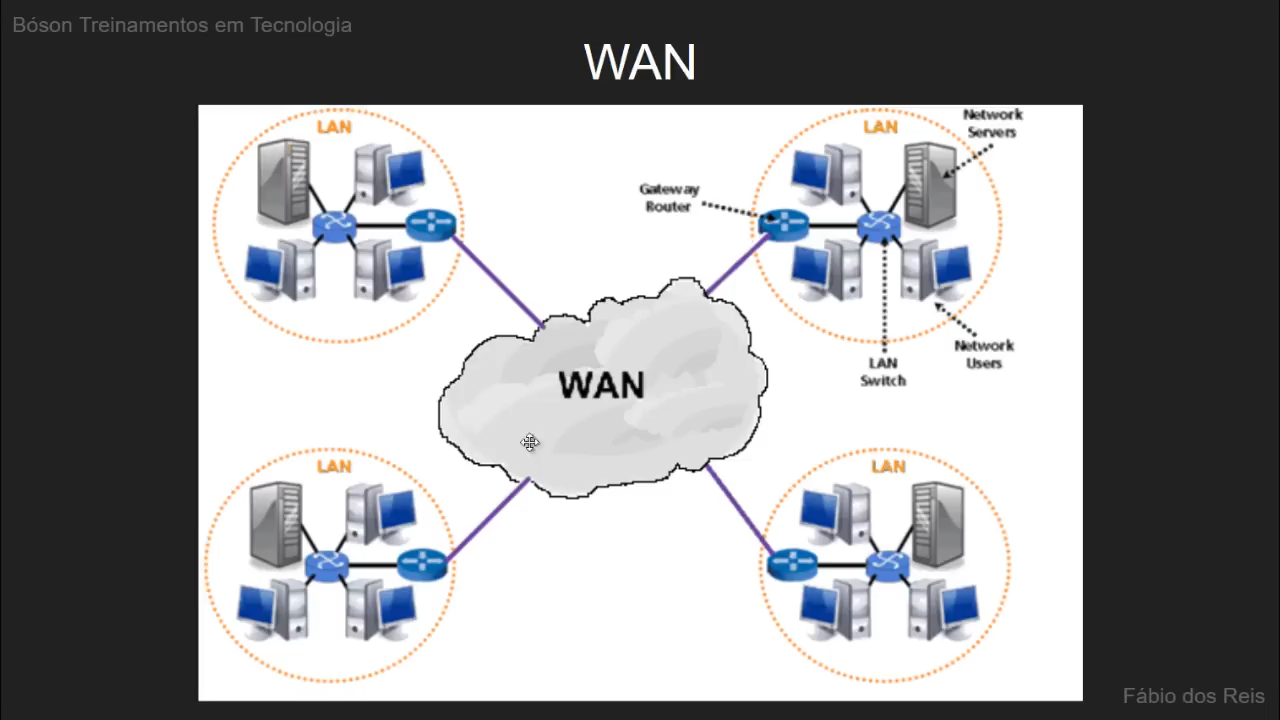 Bóson Treinamentos em Tecnologia
WAN
LAN
LAN
Network
Servers
Gateway
Router
WAN
LAN
Switch
Network
Users
LAN
LAN
Fábio dos Reis